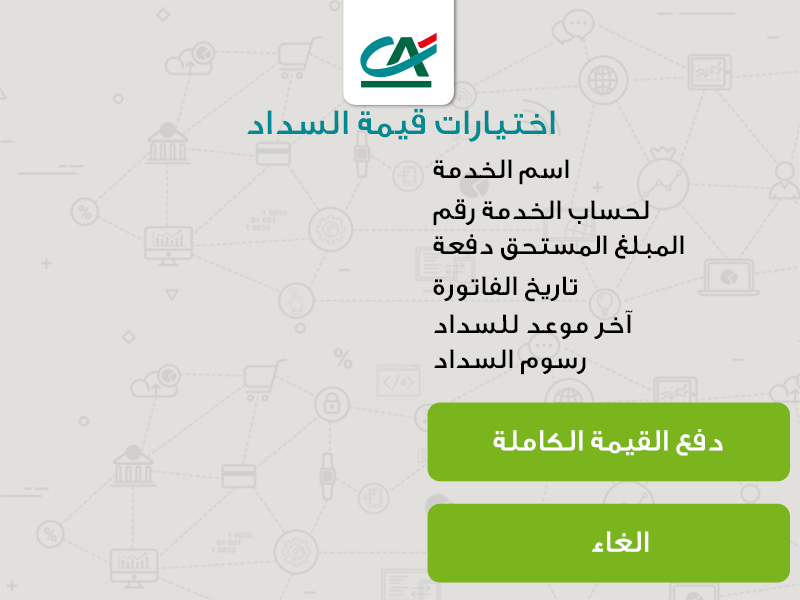 CA
اختيارات قيمة السداد
اسم الخدمة
لحساب الخدمة رقم
المبلغ المستحق دفعة
تاريخ الفاتورة
آخر موعد للسداد
رسوم السداد
دفع القيمة الكاملة
الغاء